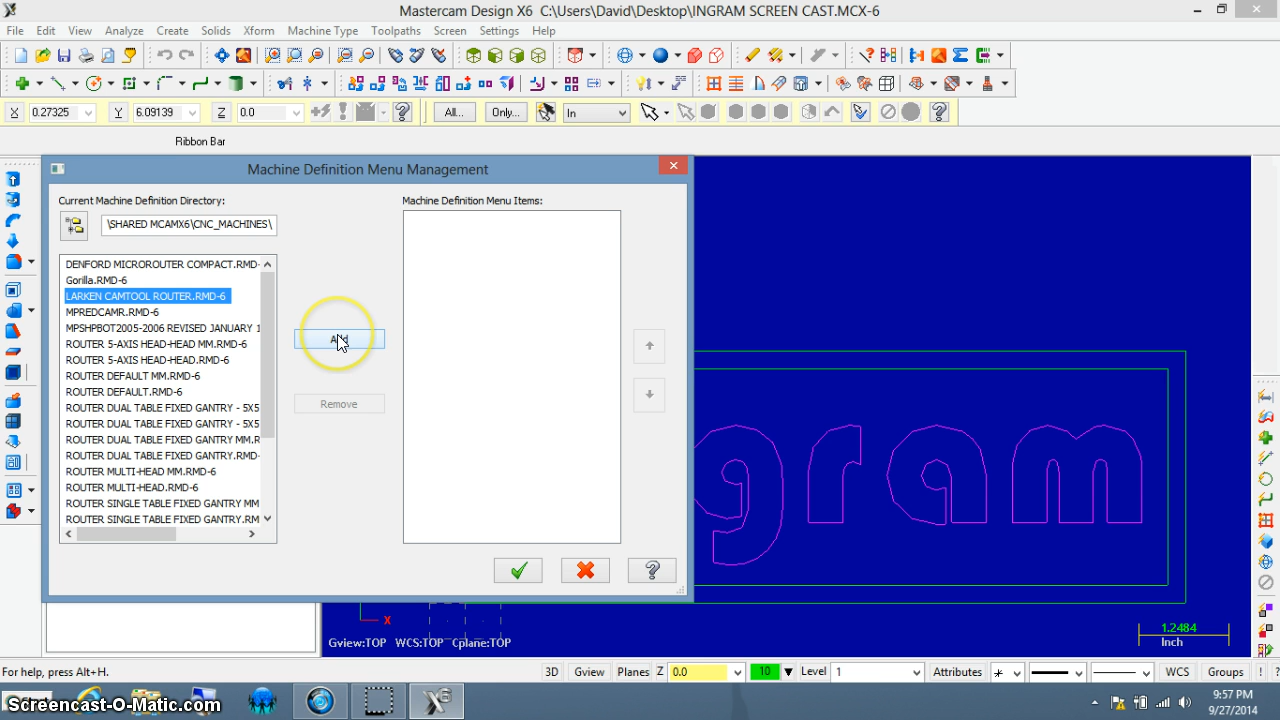 Mastercam Design X6 C:\Users\David\Desktop\INGRAM SCREEN CAST.MCX-6
File Edit View Analyze Create Solids Xform Machine Type Toolpaths Screen Settings Help
X 0.27325 Y 6.09139 Z 0.0 All... Only... In
Ribbon Bar
Machine Definition Menu Management
Current Machine Definition Directory:
\SHARED MCAMX6\CNC_MACHINES\
Machine Definition Menu Items:
DENFORD MICROROUTER COMPACT.RMD-
Gorilla.RMD-6
LARKEN CAMTOOL ROUTER.RMD-6
MPREDCAMR.RMD-6
MPSHPBOT2005-2006 REVISED JANUARY 1
ROUTER 5-AXIS HEAD-HEAD MM.RMD-6
ROUTER 5-AXIS HEAD-HEAD.RMD-6
ROUTER DEFAULT MM.RMD-6
ROUTER DEFAULT.RMD-6
ROUTER DUAL TABLE FIXED GANTRY - 5X5
ROUTER DUAL TABLE FIXED GANTRY - 5X5
ROUTER DUAL TABLE FIXED GANTRY MM.R
ROUTER DUAL TABLE FIXED GANTRY.RMD-
ROUTER MULTI-HEAD MM.RMD-6
ROUTER MULTI-HEAD.RMD-6
ROUTER SINGLE TABLE FIXED GANTRY MM
ROUTER SINGLE TABLE FIXED GANTRY.RM
Add
Remove
gram
X
Gview:TOP WCS:TOP Cplane:TOP
1.2484
Inch
For help, press Alt+H.
3D Gview Planes Z 0.0 10 Level 1 Attributes WCS Groups ! ?
Screencast-O-Matic.com
9:57 PM
9/27/2014